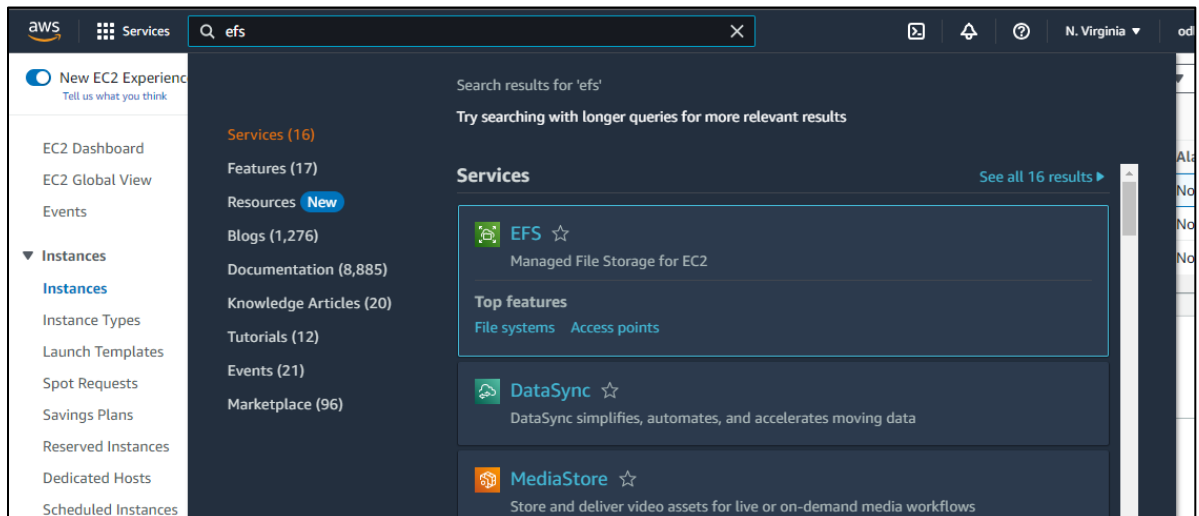 aws
Services
efs
N. Virginia
New EC2 Experienc
Tell us what you think
EC2 Dashboard
EC2 Global View
Events
Instances
Instances
Instance Types
Launch Templates
Spot Requests
Savings Plans
Reserved Instances
Dedicated Hosts
Scheduled Instances
Services (16)
Features (17)
Resources New
Blogs (1,276)
Documentation (8,885)
Knowledge Articles (20)
Tutorials (12)
Events (21)
Marketplace (96)
Search results for 'efs'
Try searching with longer queries for more relevant results
Services
See all 16 results
EFS
Managed File Storage for EC2
Top features
File systems Access points
DataSync
DataSync simplifies, automates, and accelerates moving data
MediaStore
Store and deliver video assets for live or on-demand media workflows